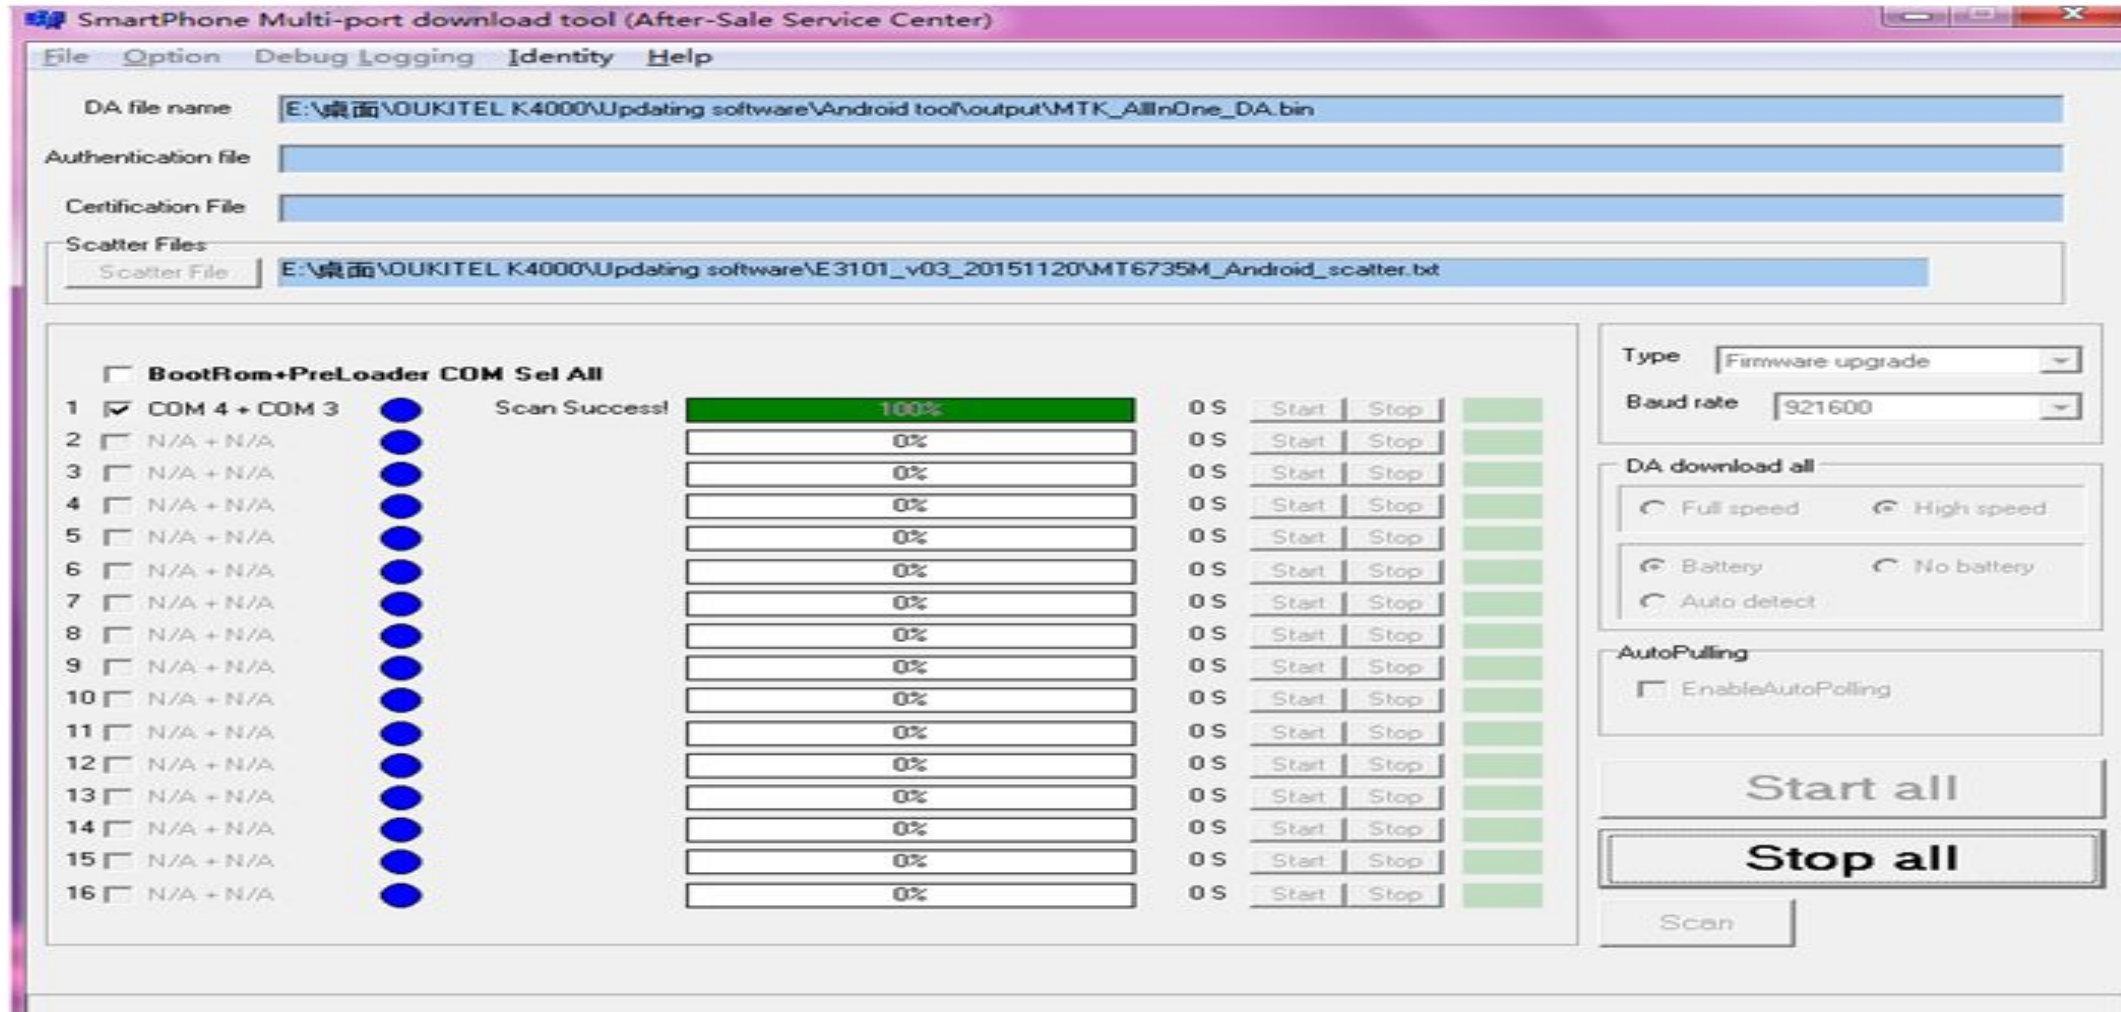 SmartPhone Multi-port download tool (After-Sale Service Center)
File Option Debug Logging Identity Help
DA file name E:\桌面\OUKITEL K4000\Updating software\Android tool\output\MTK_AllInOne_DA.bin
Authentication file
Certification File
Scatter Files
Scatter File E:\桌面\OUKITEL K4000\Updating software\E3101_v03_20151120\MT6735M_Android_scatter.txt
BootRom+PreLoader COM Sel All
1 COM 4 + COM 3 Scan Success! 100% 0 S Start Stop
2 N/A + N/A 0% 0 S Start Stop
3 N/A + N/A 0% 0 S Start Stop
4 N/A + N/A 0% 0 S Start Stop
5 N/A + N/A 0% 0 S Start Stop
6 N/A + N/A 0% 0 S Start Stop
7 N/A + N/A 0% 0 S Start Stop
8 N/A + N/A 0% 0 S Start Stop
9 N/A + N/A 0% 0 S Start Stop
10 N/A + N/A 0% 0 S Start Stop
11 N/A + N/A 0% 0 S Start Stop
12 N/A + N/A 0% 0 S Start Stop
13 N/A + N/A 0% 0 S Start Stop
14 N/A + N/A 0% 0 S Start Stop
15 N/A + N/A 0% 0 S Start Stop
16 N/A + N/A 0% 0 S Start Stop
Type Firmware upgrade
Baud rate 921600
DA download all
Full speed High speed
Battery No battery
Auto detect
AutoPulling
EnableAutoPolling
Start all
Stop all
Scan